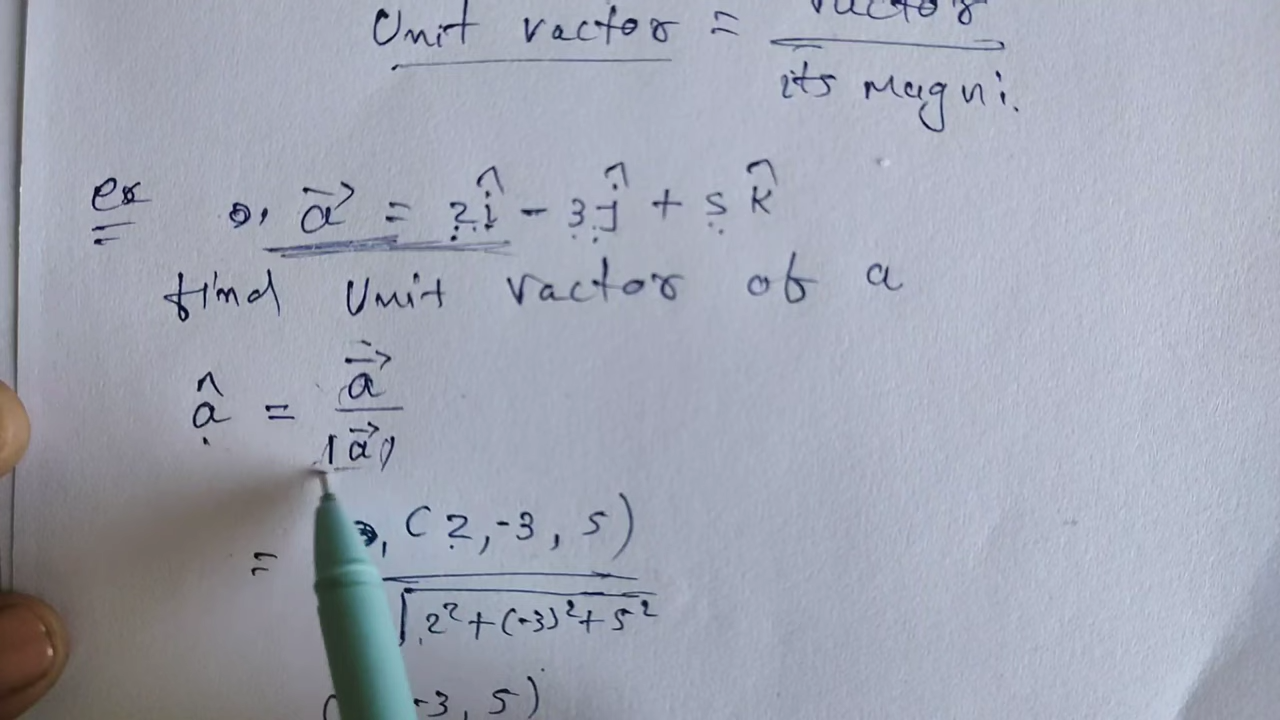 Unit vactor = vactor / its magni.
ex a⃗ = 2î - 3ĵ + 5k̂
find Unit vactor of a
â = a⃗ / |a⃗|
= (2, -3, 5) / √2² + (-3)² + 5²
-3, 5)